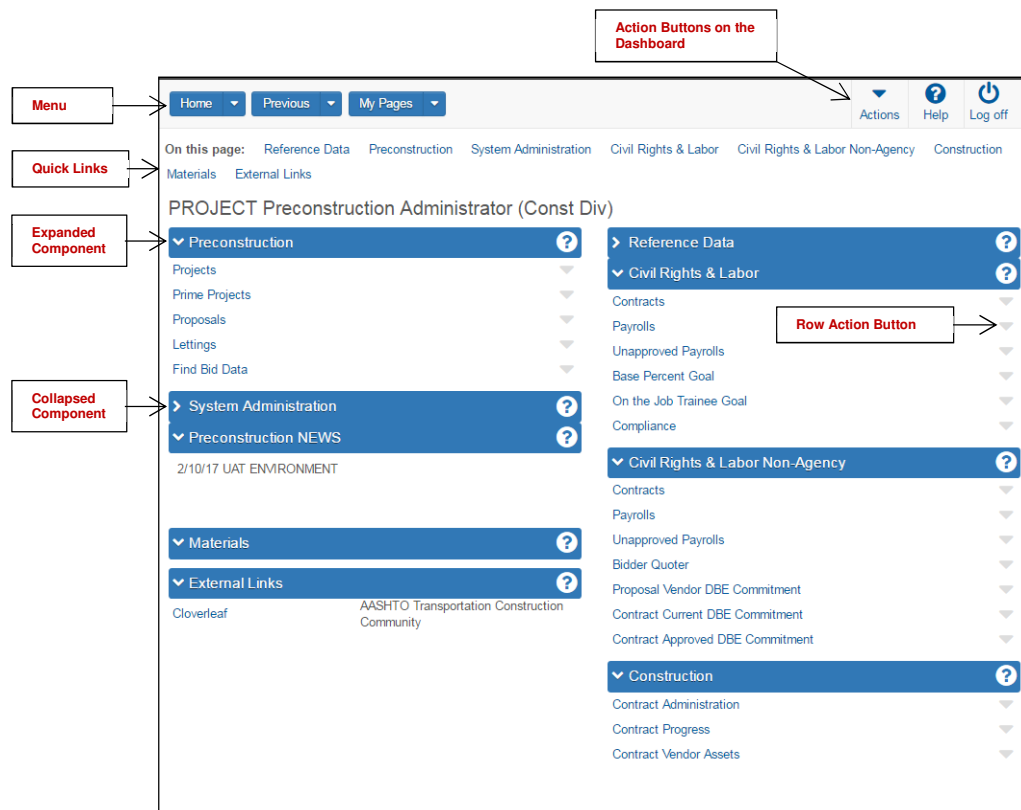 Action Buttons on the
Dashboard
Menu
Home
Previous
My Pages
Actions
Help
Log off
Quick Links
On this page: Reference Data Preconstruction System Administration Civil Rights & Labor Civil Rights & Labor Non-Agency Construction
Materials External Links
PROJECT Preconstruction Administrator (Const Div)
Expanded
Component
Preconstruction ?
Projects
Prime Projects
Proposals
Lettings
Find Bid Data
Collapsed
Component
System Administration ?
Preconstruction NEWS ?
2/10/17 UAT ENVIRONMENT
Materials ?
External Links ?
Cloverleaf
AASHTO Transportation Construction
Community
Reference Data ?
Civil Rights & Labor ?
Contracts
Payrolls
Row Action Button
Unapproved Payrolls
Base Percent Goal
On the Job Trainee Goal
Compliance
Civil Rights & Labor Non-Agency ?
Contracts
Payrolls
Unapproved Payrolls
Bidder Quoter
Proposal Vendor DBE Commitment
Contract Current DBE Commitment
Contract Approved DBE Commitment
Construction ?
Contract Administration
Contract Progress
Contract Vendor Assets